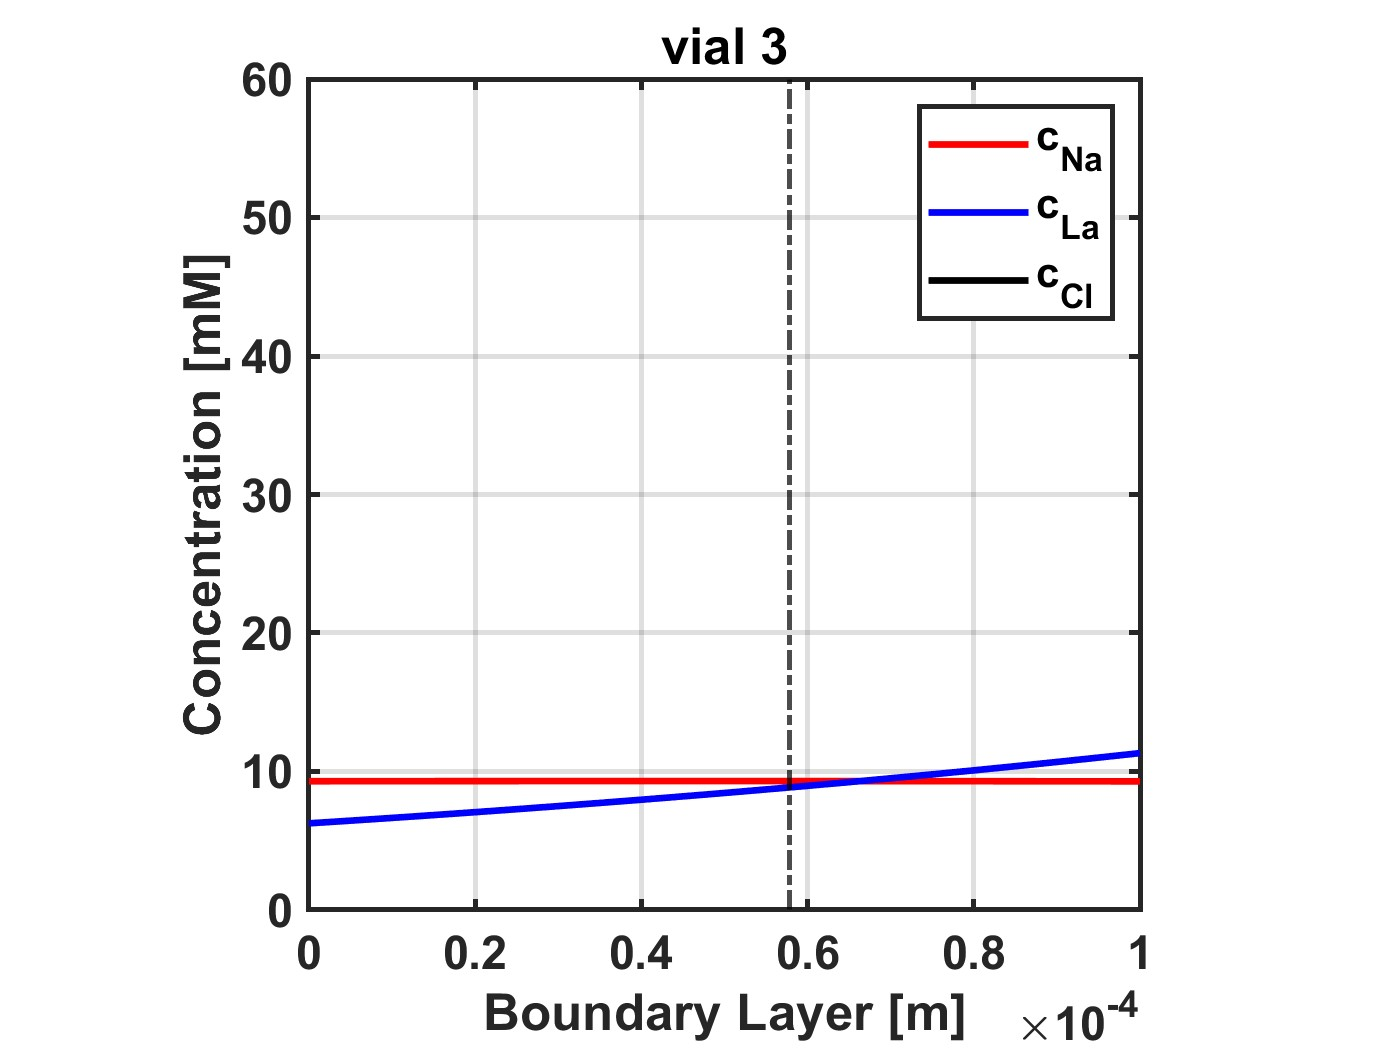 vial 3
60
50
40
30
20
10
0
Concentration [mM]
c_Na
c_La
c_Cl
0 0.2 0.4 0.6 0.8 1
Boundary Layer [m]
×10^-4